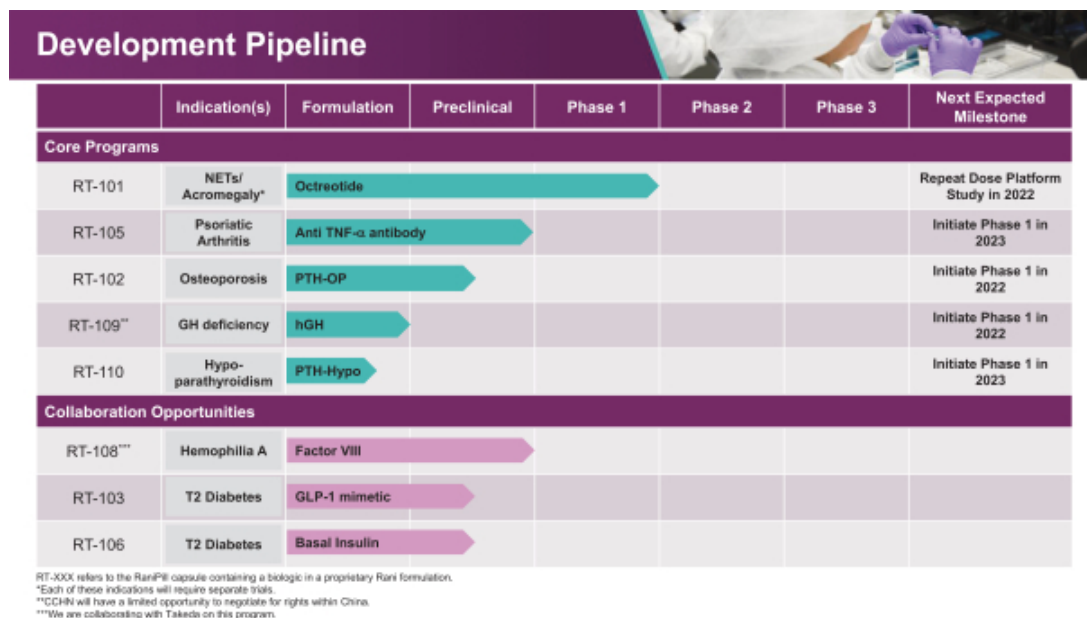 Development Pipeline
Indication(s) Formulation Preclinical Phase 1 Phase 2 Phase 3 Next Expected
Milestone
Core Programs
RT-101 NETs/
Acromegaly* Octreotide Repeat Dose Platform
Study in 2022
RT-105 Psoriatic
Arthritis Anti TNF-α antibody Initiate Phase 1 in
2023
RT-102 Osteoporosis PTH-OP Initiate Phase 1 in
2022
RT-109** GH deficiency hGH Initiate Phase 1 in
2022
RT-110 Hypo-
parathyroidism PTH-Hypo Initiate Phase 1 in
2023
Collaboration Opportunities
RT-108*** Hemophilia A Factor VIII
RT-103 T2 Diabetes GLP-1 mimetic
RT-106 T2 Diabetes Basal Insulin
RT-XXX refers to the RaniPill capsule containing a biologic in a proprietary Rani formulation.
*Each of these indications will require separate trials.
**CCHN will have a limited opportunity to negotiate for rights within China.
***We are collaborating with Takeda on this program.